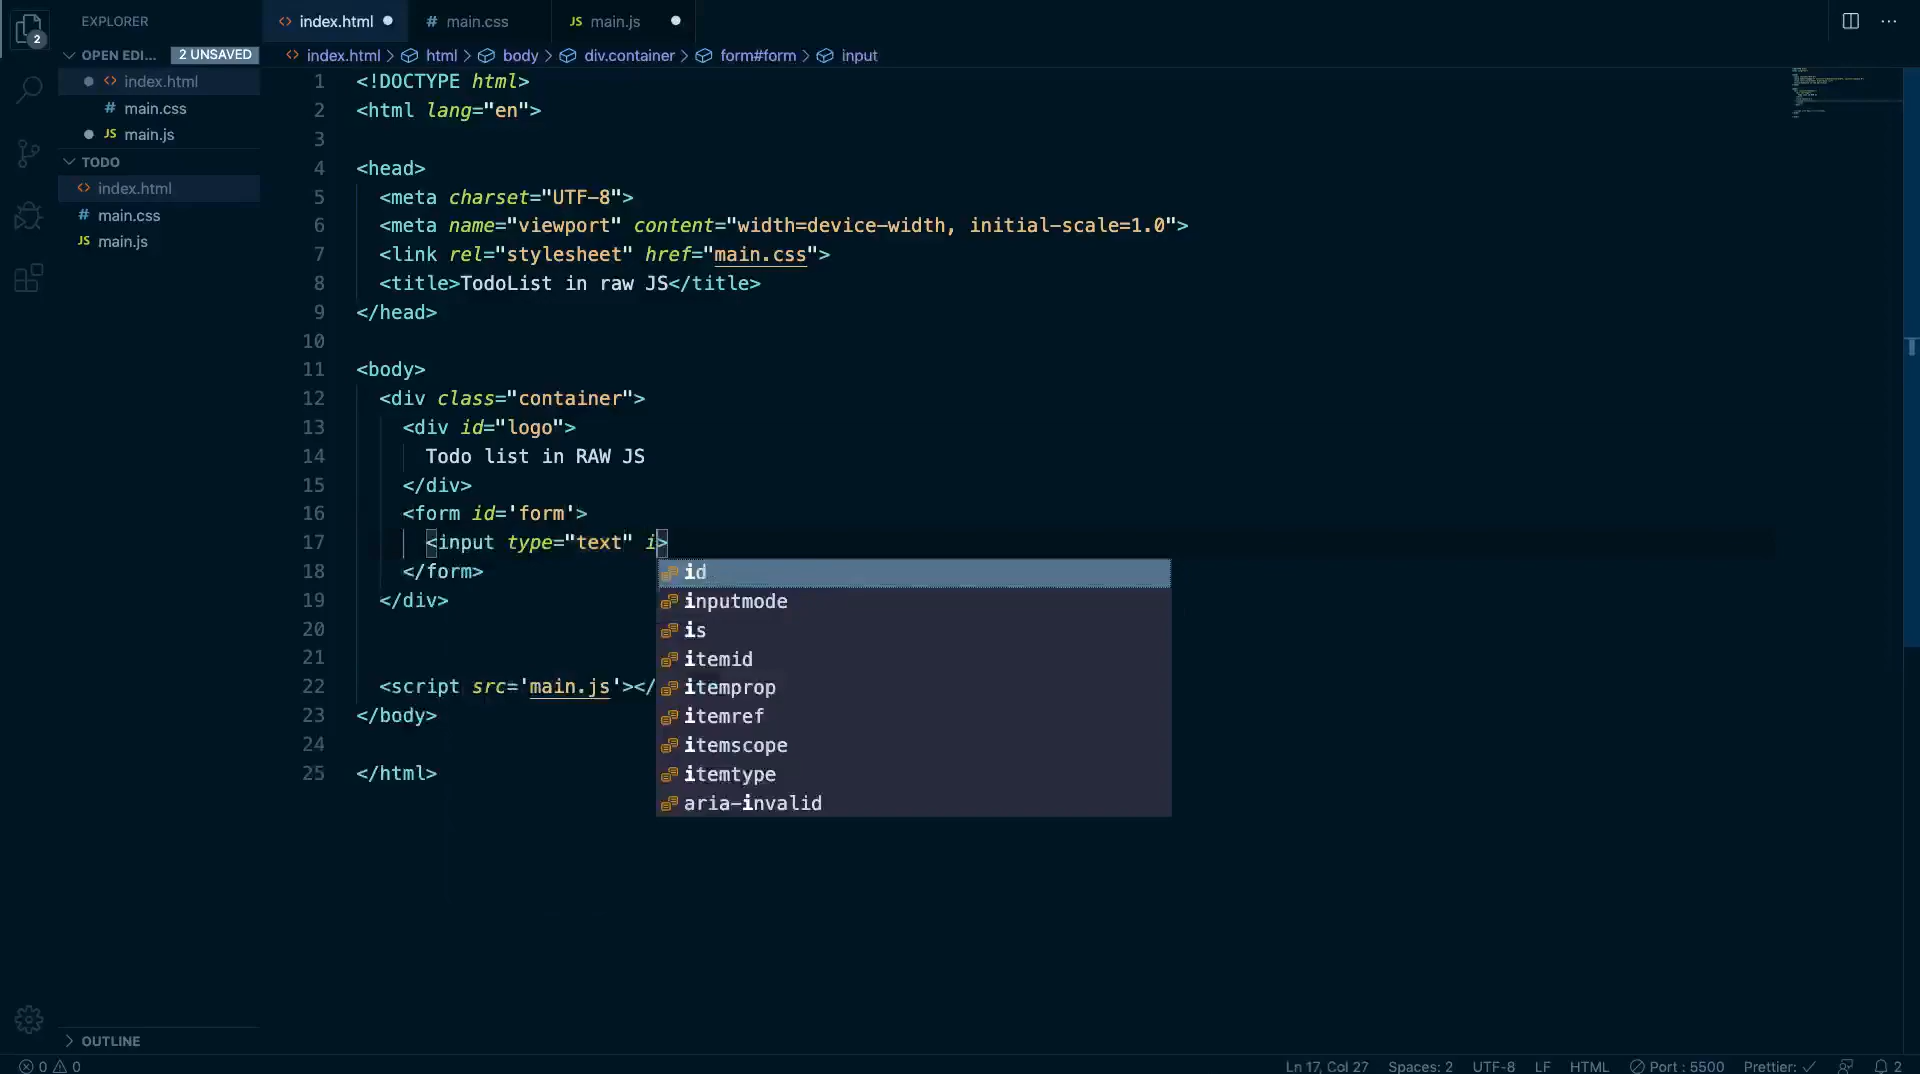 EXPLORER
OPEN EDI...
2 UNSAVED
index.html
# main.css
JS main.js
TODO
index.html
# main.css
JS main.js
OUTLINE
2
index.html
# main.css
JS main.js
index.html > html > body > div.container > form#form > input
1 <!DOCTYPE html>
2 <html lang="en">
3
4 <head>
5 <meta charset="UTF-8">
6 <meta name="viewport" content="width=device-width, initial-scale=1.0">
7 <link rel="stylesheet" href="main.css">
8 <title>TodoList in raw JS</title>
9 </head>
10
11 <body>
12 <div class="container">
13 <div id="logo">
14 Todo list in RAW JS
15 </div>
16 <form id='form'>
17 <input type="text" i>
18 </form>
19 </div>
20
21
22 <script src='main.js'></
23 </body>
24
25 </html>
id
inputmode
is
itemid
itemprop
itemref
itemscope
itemtype
aria-invalid
0 0
Ln 17, Col 27
Spaces: 2
UTF-8
LF
HTML
Port : 5500
Prettier: ✓
2